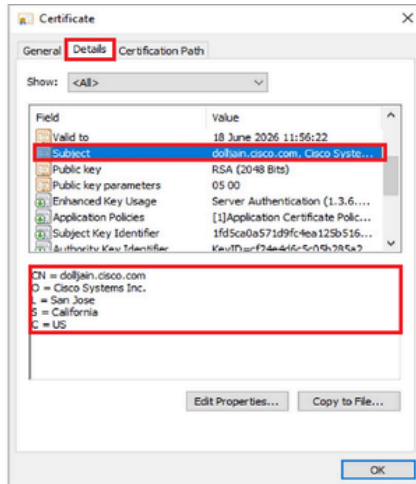 Certificate
General Details Certification Path
Show: <All>
Field Value
Valid to 18 June 2026 11:56:22
Subject dolljain.cisco.com, Cisco Syste...
Public key RSA (2048 Bits)
Public key parameters 05 00
Enhanced Key Usage Server Authentication (1.3.6....
Application Policies [1]Application Certificate Polic...
Subject Key Identifier 1fd5ca0a571d9fc4ea125b516...
Authority Key Identifier KeyID=cf24e4d6c5c05b285a2
CN = dolljain.cisco.com
O = Cisco Systems Inc.
L = San Jose
S = California
C = US
Edit Properties... Copy to File...
OK